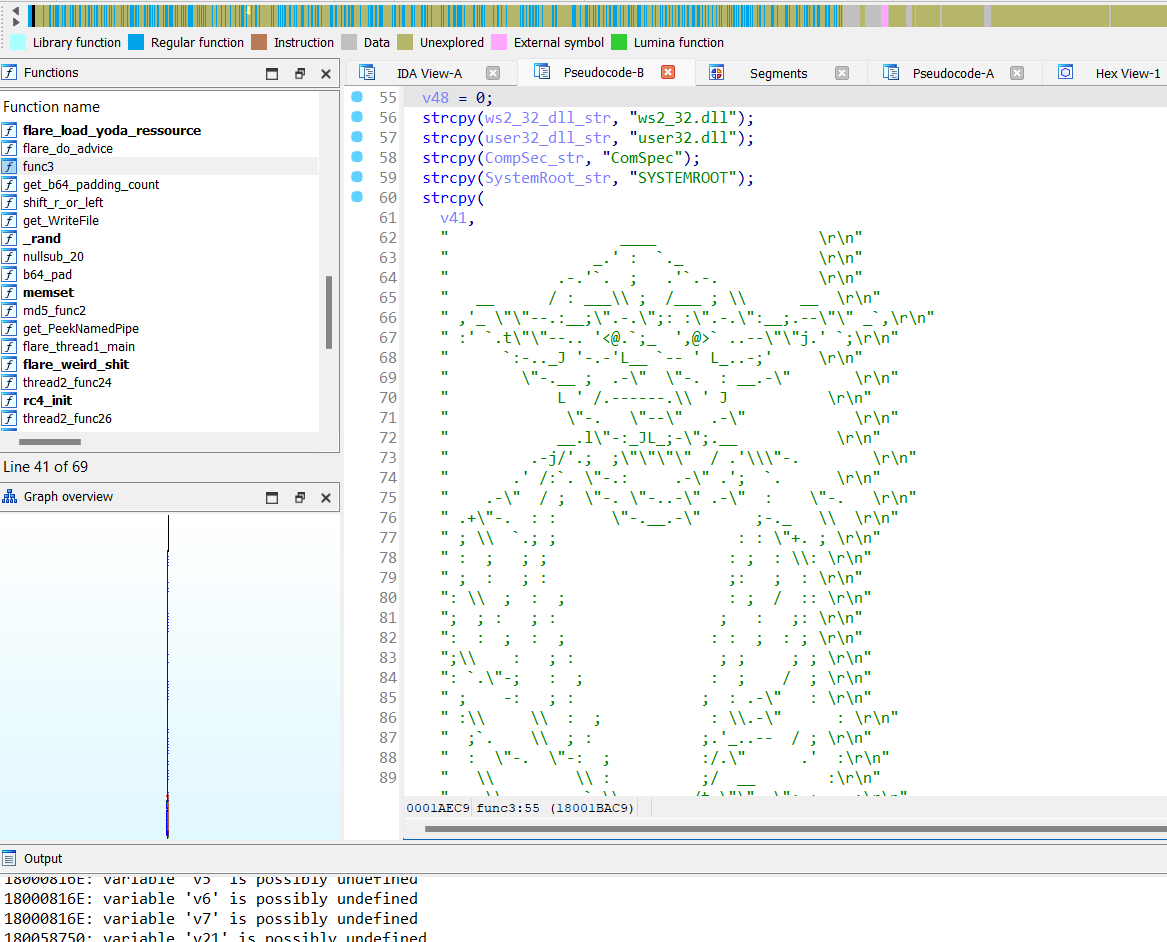 Library function Regular function Instruction Data Unexplored External symbol Lumina function
Functions
Function name
flare_load_yoda_ressource
flare_do_advice
func3
get_b64_padding_count
shift_r_or_left
get_WriteFile
_rand
nullsub_20
b64_pad
memset
md5_func2
get_PeekNamedPipe
flare_thread1_main
flare_weird_shit
thread2_func24
rc4_init
thread2_func26
Line 41 of 69
Graph overview
IDA View-A Pseudocode-B Segments Pseudocode-A Hex View-1
55 v48 = 0;
56 strcpy(ws2_32_dll_str, "ws2_32.dll");
57 strcpy(user32_dll_str, "user32.dll");
58 strcpy(CompSec_str, "ComSpec");
59 strcpy(SystemRoot_str, "SYSTEMROOT");
60 strcpy(
61 v41,
62 "                      ____                    \r\n"
63 "                   _.' :  `._                 \r\n"
64 "               .-.'`.  ;   .'`.-.             \r\n"
65 "   __      / : ___\\ ;  /___ ; \\      __  \r\n"
66 " ,'_ \"\"--.:__;\".-.\";: :\".-.\":__;.--\"\" _`,\r\n"
67 " :' `.t\"\"--.. '<@.`;_  ',@>` ..--\"\"j.' `;\r\n"
68 "      `:-.._J '-.-'L__ `-- ' L_..-;'     \r\n"
69 "        \"-.__ ;  .-\"  \"-.  : __.-\"        \r\n"
70 "            L ' /.------.\\ ' J            \r\n"
71 "             \"-.   \"--\"   .-\"             \r\n"
72 "            __.l\"-:_JL_;-\";.__            \r\n"
73 "         .-j/'.;  ;\"\"\"\"  / .'\\\"-.         \r\n"
74 "       .' /:`. \"-.:     .-\" .';  `.       \r\n"
75 "    .-\"  / ;  \"-. \"-..-\" .-\"  :    \"-.   \r\n"
76 " .+\"-.  : :      \"-.__.-\"      ;-._   \\  \r\n"
77 " ; \\  `.; ;                    : : \"+. ; \r\n"
78 " :  ;   ; ;                    : ;  : \\: \r\n"
79 " ;  :   ; :                    ;:   ;  : \r\n"
80 ": \\  ;  :  ;                  : ;  /  :: \r\n"
81 ";  ; :   ; :                  ;   :   ;: \r\n"
82 ":  :  ;  :  ;                : :  ;  : ; \r\n"
83 ";\\    :   ; :                ; ;     ; ; \r\n"
84 ": `.\"-;   :  ;              :  ;    /  ; \r\n"
85 " ;    -:   ; :              ;  : .-\"   : \r\n"
86 " :\\     \\  :  ;            : \\.-\"      : \r\n"
87 "  ;`.    \\  ; :            ;.'_..--  / ; \r\n"
88 "  :  \"-.  \"-:  ;          :/.\"      .'  :\r\n"
89 "   \\         \\ :          ;/  __        :\r\n"
0001AEC9 func3:55 (18001BAC9)
Output
18000816E: variable 'v5' is possibly undefined
18000816E: variable 'v6' is possibly undefined
18000816E: variable 'v7' is possibly undefined
180058750: variable 'v21' is possibly undefined